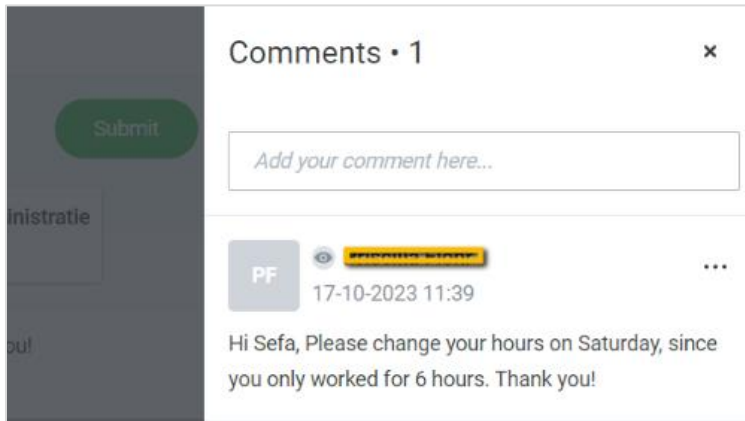 Comments • 1
×
Submit
Add your comment here...
inistratie
PF
17-10-2023 11:39
ou!
Hi Sefa, Please change your hours on Saturday, since
you only worked for 6 hours. Thank you!